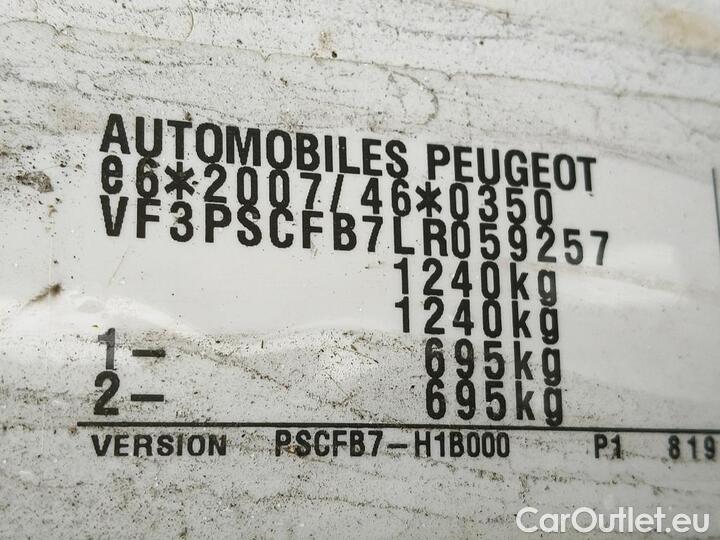 AUTOMOBILES PEUGEOT
e6*2007/46*0350
VF3PSCFB7LR059257
1240kg
1240kg
1- 695kg
2- 695kg
VERSION PSCFB7-H1B000 P1 819
CarOutlet.eu